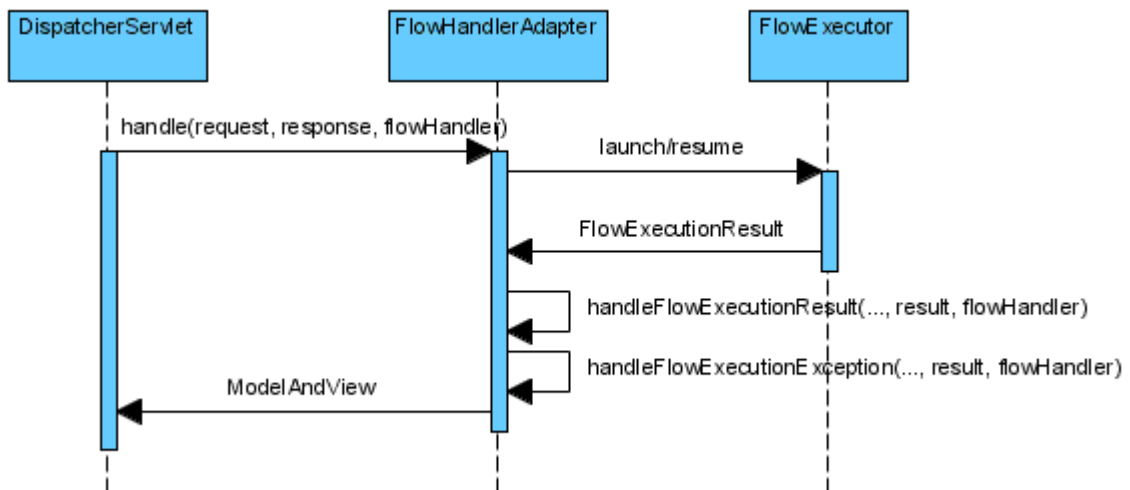 DispatcherServlet
FlowHandlerAdapter
FlowExecutor
handle(request, response, flowHandler)
launch/resume
FlowExecutionResult
handleFlowExecutionResult(..., result, flowHandler)
handleFlowExecutionException(..., result, flowHandler)
ModelAndView